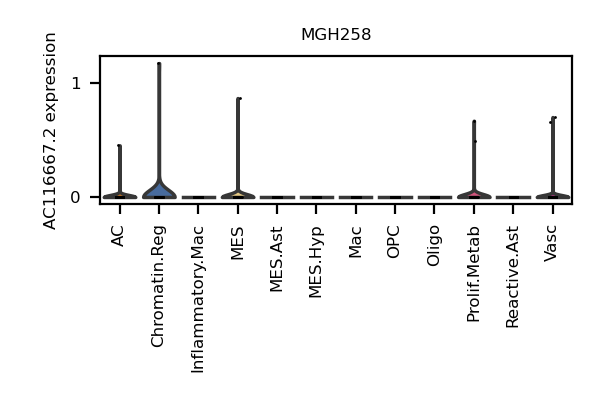 MGH258
AC116667.2 expression
1
0
AC
Chromatin.Reg
Inflammatory.Mac
MES
MES.Ast
MES.Hyp
Mac
OPC
Oligo
Prolif.Metab
Reactive.Ast
Vasc